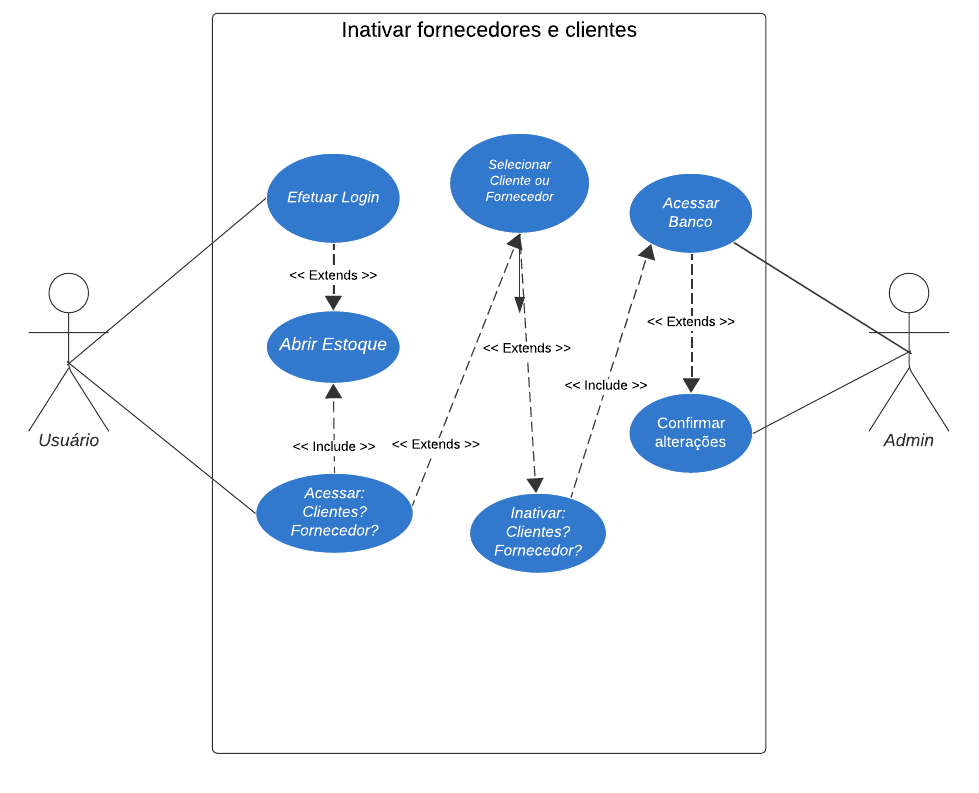 Inativar fornecedores e clientes
Efetuar Login
<< Extends >>
Abrir Estoque
<< Include >>
Acessar:
Clientes?
Fornecedor?
<< Extends >>
Selecionar
Cliente ou
Fornecedor
<< Extends >>
Inativar:
Clientes?
Fornecedor?
<< Include >>
Acessar
Banco
<< Extends >>
Confirmar
alterações
Usuário
Admin